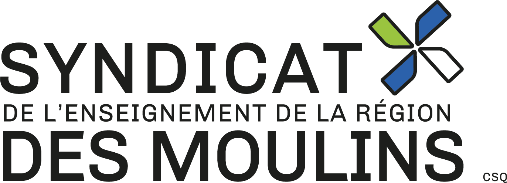 SYNDICAT
DE L'ENSEIGNEMENT DE LA RÉGION
DES MOULINS
CSQ